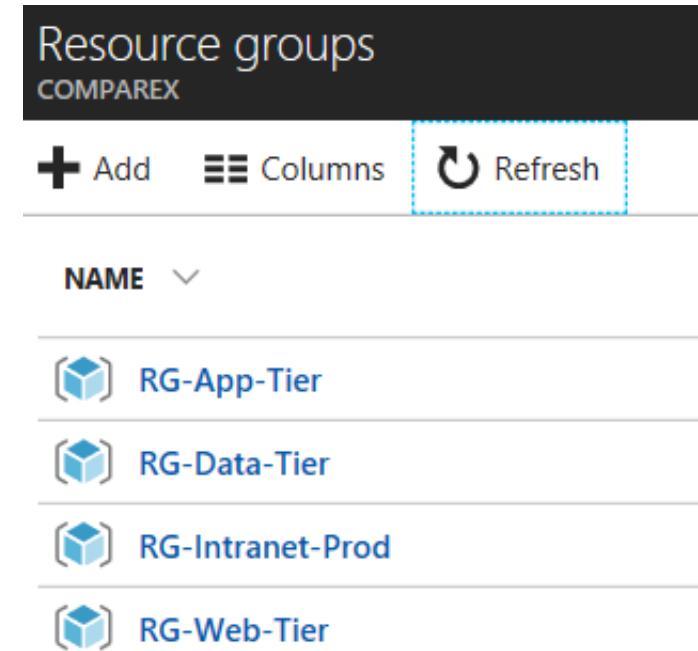 Resource groups
COMPAREX
Add Columns Refresh
NAME
RG-App-Tier
RG-Data-Tier
RG-Intranet-Prod
RG-Web-Tier